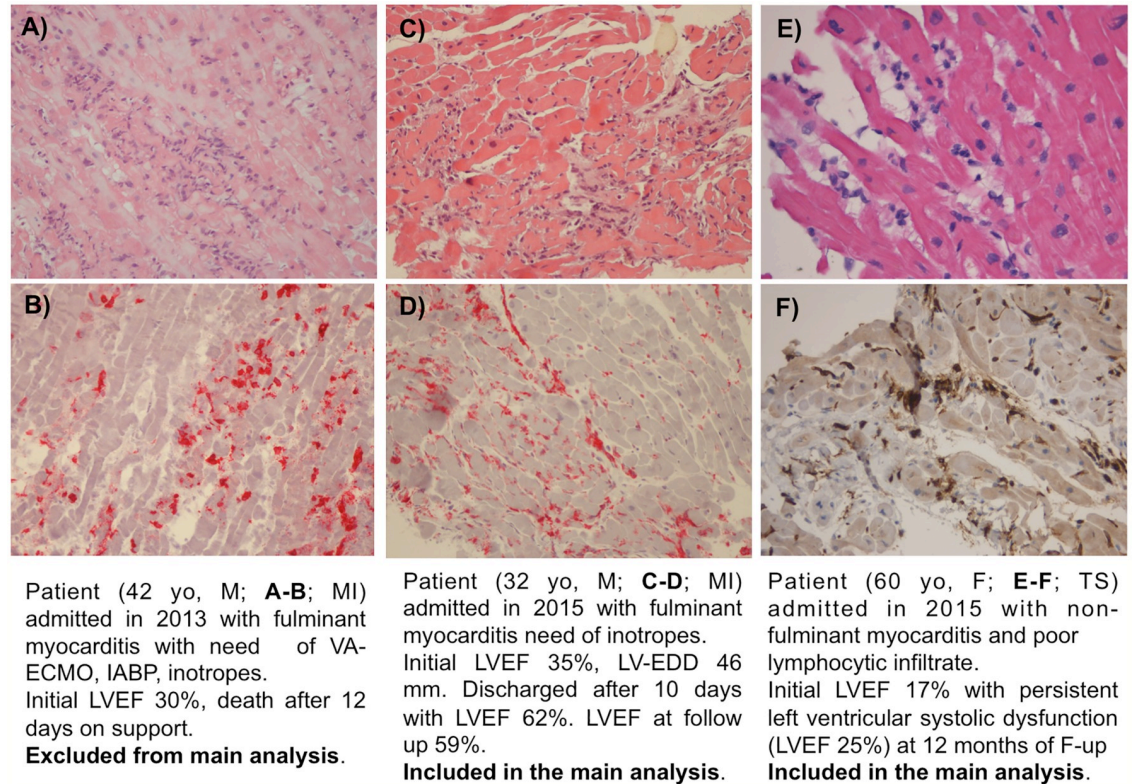 A)
C)
E)
B)
D)
F)
Patient (42 yo, M; A-B; MI)
admitted in 2013 with fulminant
myocarditis with need of VA-
ECMO, IABP, inotropes.
Initial LVEF 30%, death after 12
days on support.
Excluded from main analysis.
Patient (32 yo, M; C-D; MI)
admitted in 2015 with fulminant
myocarditis need of inotropes.
Initial LVEF 35%, LV-EDD 46
mm. Discharged after 10 days
with LVEF 62%. LVEF at follow
up 59%.
Included in the main analysis.
Patient (60 yo, F; E-F; TS)
admitted in 2015 with non-
fulminant myocarditis and poor
lymphocytic infiltrate.
Initial LVEF 17% with persistent
left ventricular systolic dysfunction
(LVEF 25%) at 12 months of F-up
Included in the main analysis.